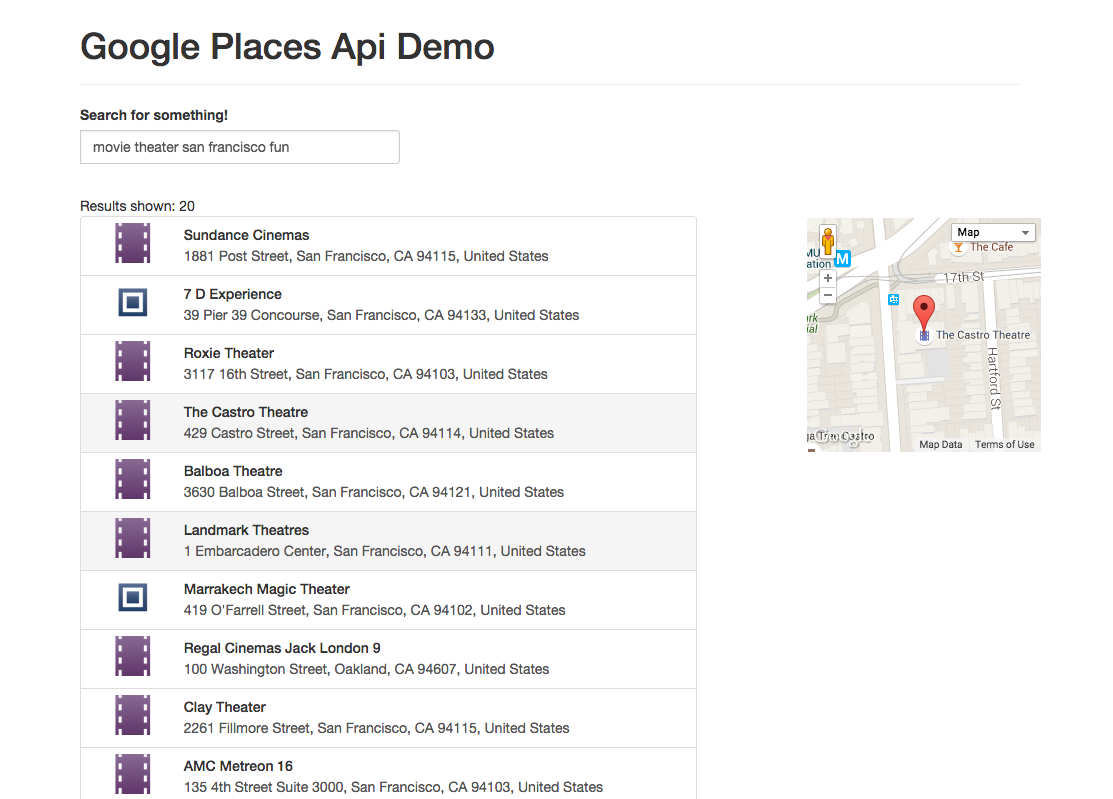 Google Places Api Demo
Search for something!
movie theater san francisco fun
Results shown: 20
Sundance Cinemas
1881 Post Street, San Francisco, CA 94115, United States
7 D Experience
39 Pier 39 Concourse, San Francisco, CA 94133, United States
Roxie Theater
3117 16th Street, San Francisco, CA 94103, United States
The Castro Theatre
429 Castro Street, San Francisco, CA 94114, United States
Balboa Theatre
3630 Balboa Street, San Francisco, CA 94121, United States
Landmark Theatres
1 Embarcadero Center, San Francisco, CA 94111, United States
Marrakech Magic Theater
419 O'Farrell Street, San Francisco, CA 94102, United States
Regal Cinemas Jack London 9
100 Washington Street, Oakland, CA 94607, United States
Clay Theater
2261 Fillmore Street, San Francisco, CA 94115, United States
AMC Metreon 16
135 4th Street Suite 3000, San Francisco, CA 94103, United States
Map
The Cafe
MU
M
ation
17th St
+
−
The Castro Theatre
Hartford St
Castro
Map Data
Terms of Use